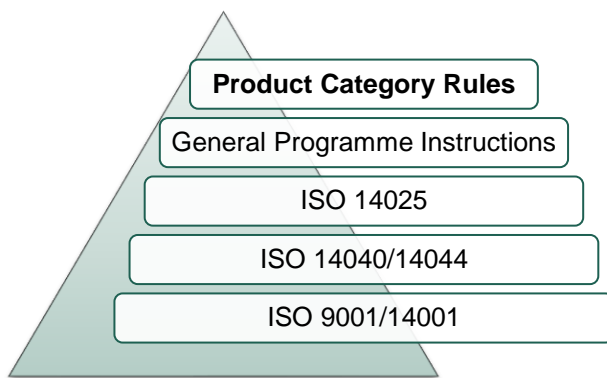 Product Category Rules
General Programme Instructions
ISO 14025
ISO 14040/14044
ISO 9001/14001